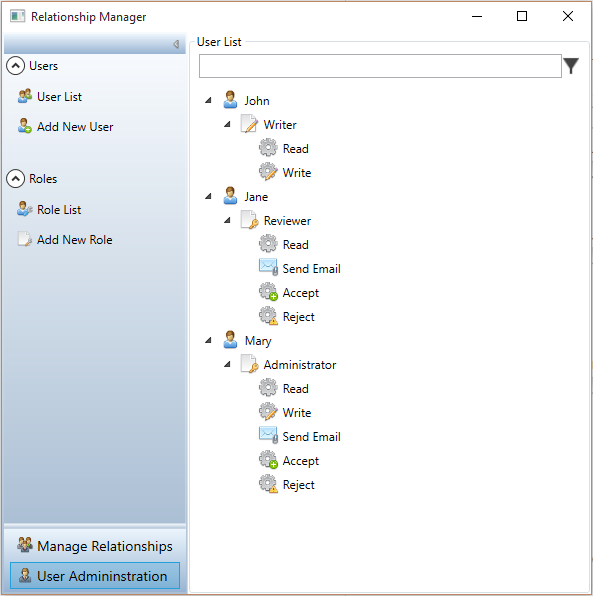 Relationship Manager
Users
User List
Add New User
Roles
Role List
Add New Role
Manage Relationships
User Admininstration
User List
John
Writer
Read
Write
Jane
Reviewer
Read
Send Email
Accept
Reject
Mary
Administrator
Read
Write
Send Email
Accept
Reject